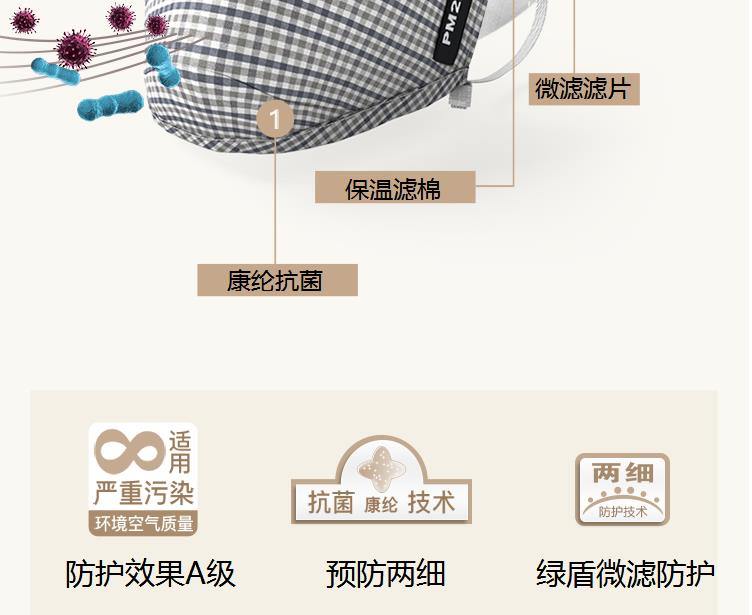 PM2
微滤滤片
1
保温滤棉
康纶抗菌
适用
严重污染
环境空气质量
抗菌 康纶 技术
两细
防护技术
防护效果A级
预防两细
绿盾微滤防护